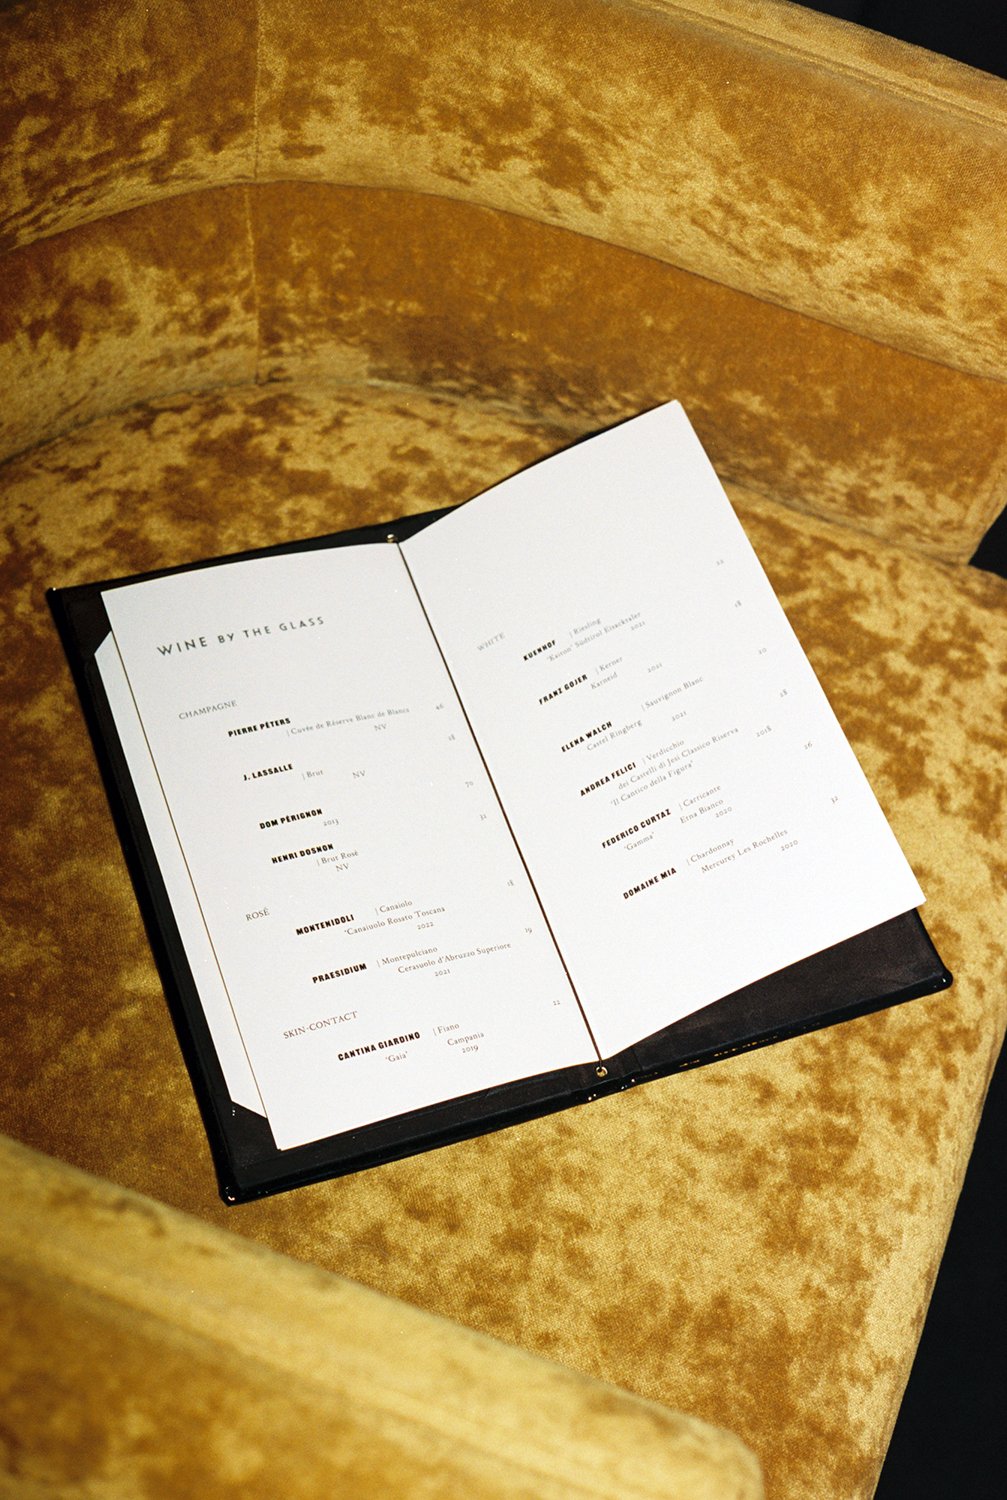 WINE BY THE GLASS
CHAMPAGNE
PIERRE PÉTERS | Cuvée de Réserve Blanc de Blancs 46
NV
J. LASSALLE | Brut NV 28
DOM PÉRIGNON 70
2013
HENRI DOSNON 31
| Brut Rosé
NV
ROSÉ
MONTENIDOLI | Canaiolo 18
"Canaiuolo Rosato Toscana
2022
PRAESIDIUM | Montepulciano 19
Cerasuolo d'Abruzzo Superiore
2021
SKIN-CONTACT
CANTINA GIARDINO | Fiano 22
"Gaia" Campania
2019
WHITE
KUENHOF | Riesling 22
"Kaiton" Südtirol Eisacktaler
2021
FRANZ GOJER | Kerner 18
Karneid 2021
ELENA WALCH | Sauvignon Blanc 20
Castel Ringberg 2021
ANDREA FELICI | Verdicchio 28
dei Castelli di Jesi Classico Riserva 2018
"Il Cantico della Figura"
FEDERICO CURTAZ | Carricante 26
"Gamma" Etna Bianco
2020
DOMAINE MIA | Chardonnay 32
Mercurey Les Rochelles
2020